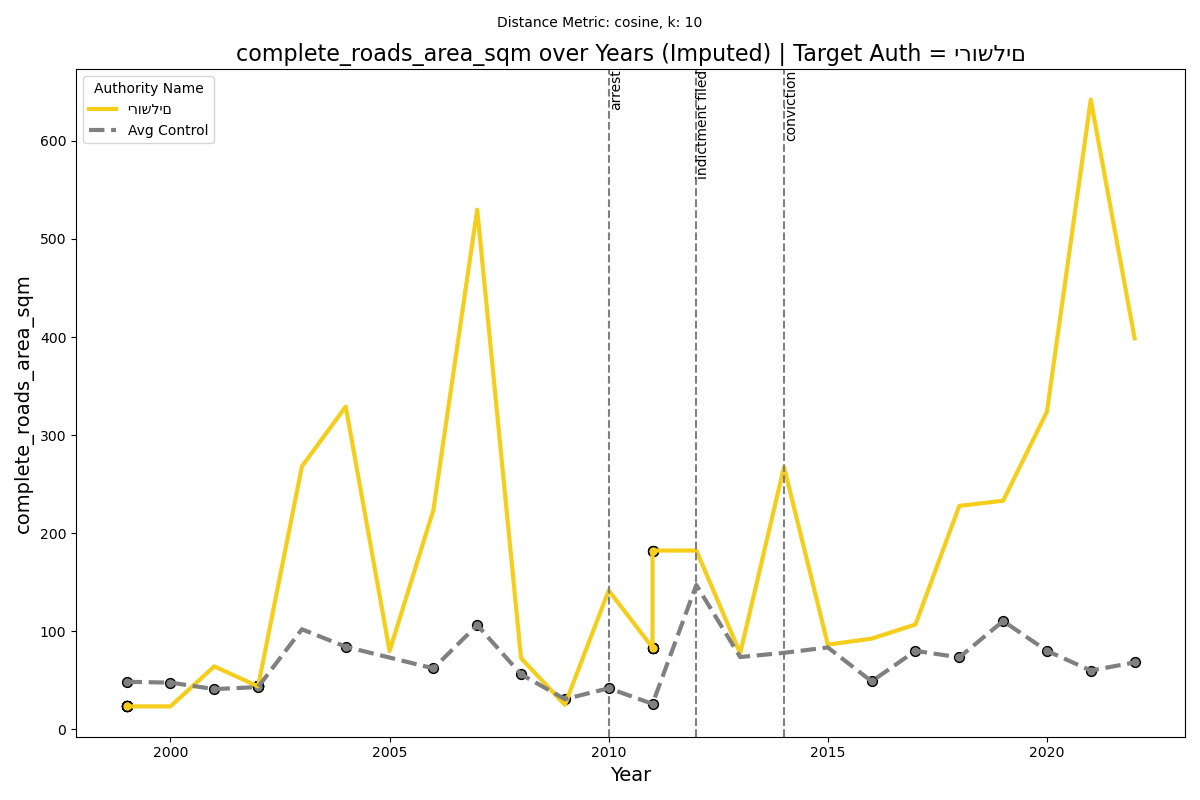 Distance Metric: cosine, k: 10
complete_roads_area_sqm over Years (Imputed) | Target Auth = ירושלים
Authority Name
ירושלים
Avg Control
arrest
indictment filed
conviction
complete_roads_area_sqm
600
500
400
300
200
100
0
2000
2005
2010
2015
2020
Year